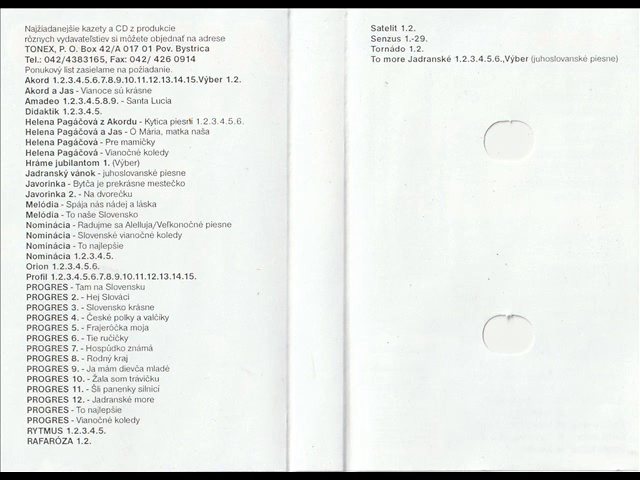 Najžiadanejšie kazety a CD z produkcie
rôznych vydavateľstiev si môžete objednať na adrese
TONEX, P. O. Box 42/A 017 01 Pov. Bystrica
Tel.: 042/4383165, Fax: 042/ 426 0914
Ponukový list zasielame na požiadanie.
Akord 1.2.3.4.5.6.7.8.9.10.11.12.13.14.15.Výber 1.2.
Akord a Jas - Vianoce sú krásne
Amadeo 1.2.3.4.5.8.9. - Santa Lucia
Didaktik 1.2.3.4.5.
Helena Pagáčová z Akordu - Kytica piesní 1.2.3.4.5.6.
Helena Pagáčová a Jas - Ó Mária, matka naša
Helena Pagáčová - Pre mamičky
Helena Pagáčová - Vianočné koledy
Hráme jubilantom 1. (Výber)
Jadranský vánok - juhoslovanské piesne
Javorinka - Bytča je prekrásne mestečko
Javorinka 2. - Na dvorečku
Melódia - Spája nás nádej a láska
Melódia - To naše Slovensko
Nominácia - Radujme sa Alelluja/Veľkonočné piesne
Nominácia - Slovenské vianočné koledy
Nominácia - To najlepšie
Nominácia 1.2.3.4.5.
Orion 1.2.3.4.5.6.
Profil 1.2.3.4.5.6.7.8.9.10.11.12.13.14.15.
PROGRES - Tam na Slovensku
PROGRES 2. - Hej Slováci
PROGRES 3. - Slovensko krásne
PROGRES 4. - České polky a valčíky
PROGRES 5. - Frajeročka moja
PROGRES 6. - Tie ručičky
PROGRES 7. - Hospůdko známá
PROGRES 8. - Rodný kraj
PROGRES 9. - Ja mám dievča mladé
PROGRES 10. - Žala som trávičku
PROGRES 11. - Šli panenky silnicí
PROGRES 12. - Jadranské more
PROGRES - To najlepšie
PROGRES - Vianočné koledy
RYTMUS 1.2.3.4.5.
RAFARÓZA 1.2.
Satelit 1.2.
Senzus 1.-29.
Tornádo 1.2.
To more Jadranské 1.2.3.4.5.6.,Výber (juhoslovanské piesne)